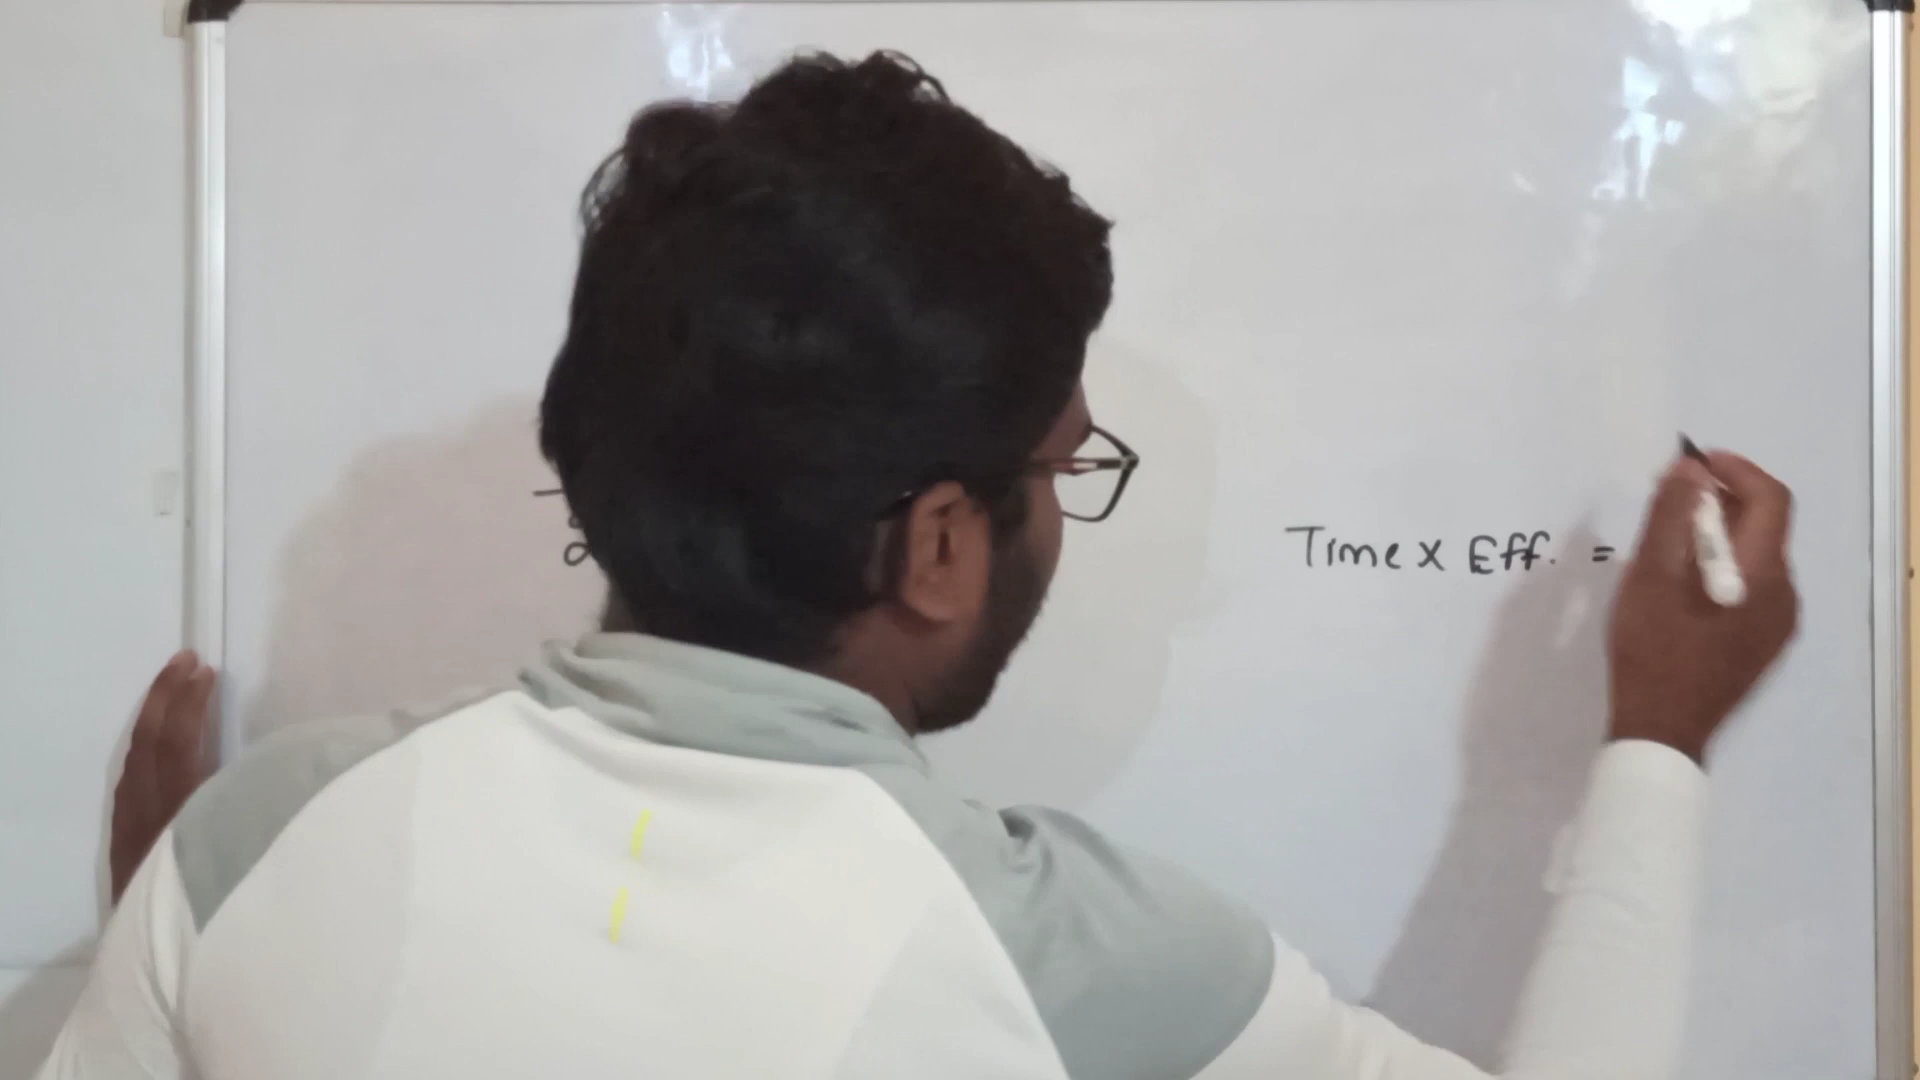 Time x Eff. =